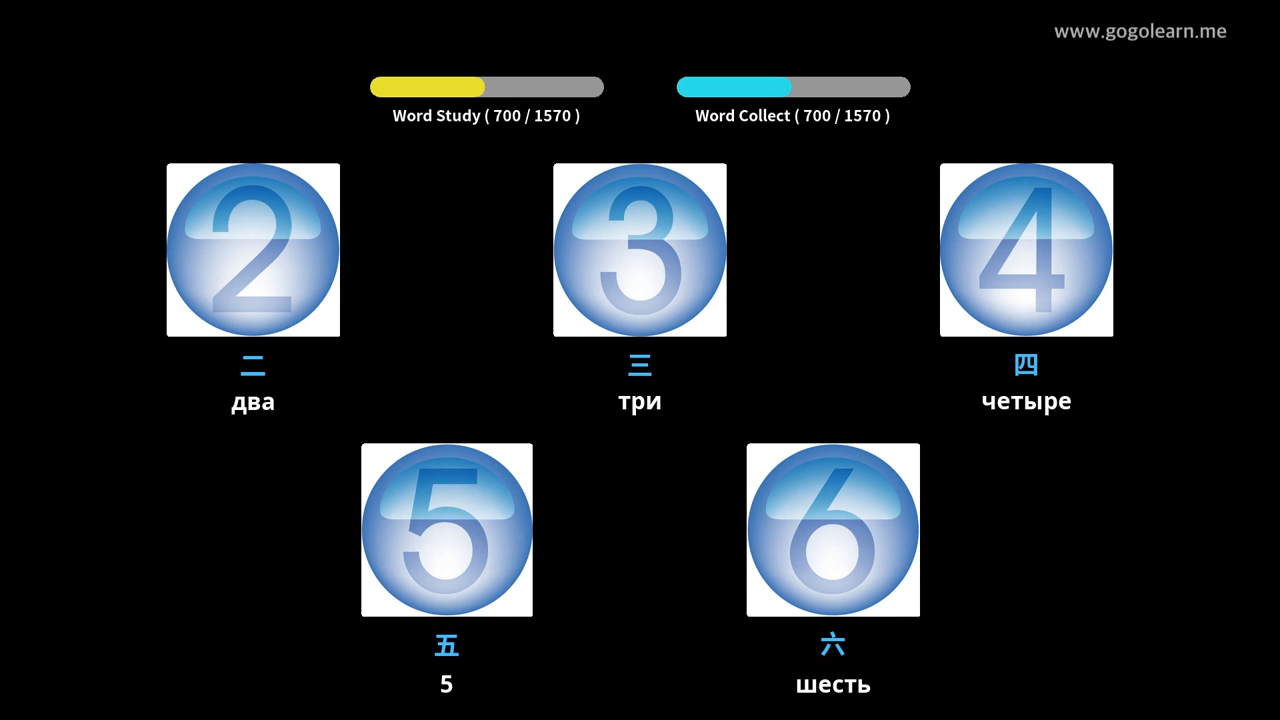 www.gogolearn.me
Word Study ( 700 / 1570 )
Word Collect ( 700 / 1570 )
2
3
4
二
三
四
два
три
четыре
5
6
五
六
5
шесть